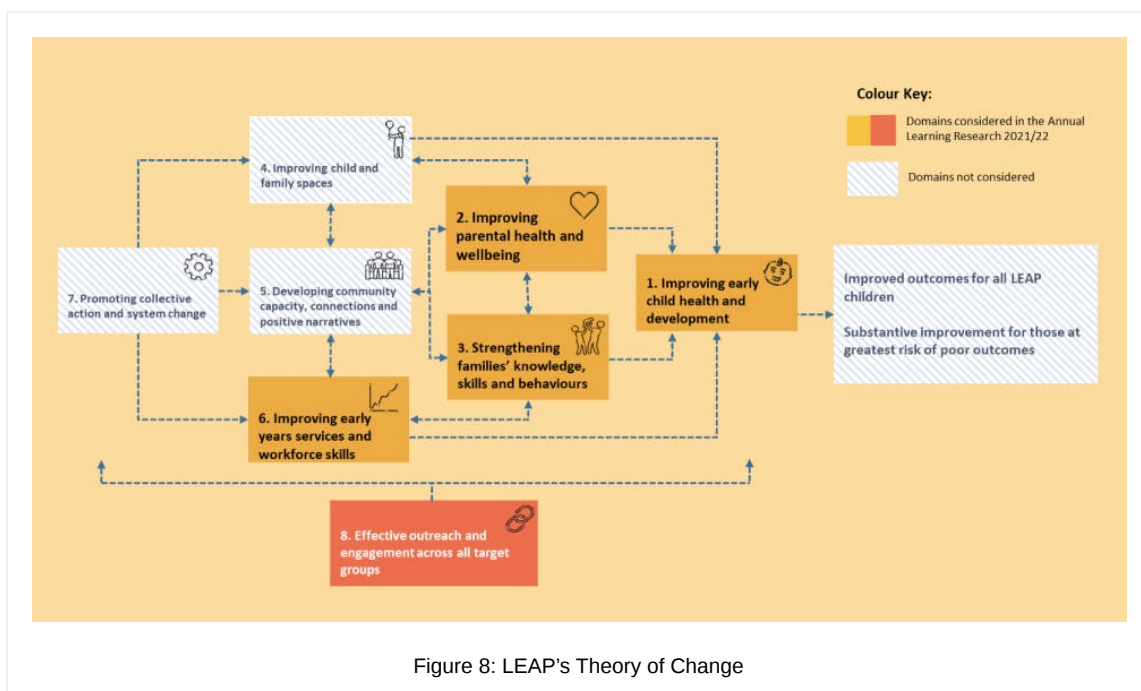 Colour Key:
Domains considered in the Annual
Learning Research 2021/22
Domains not considered
4. Improving child and
family spaces
2. Improving
parental health and
wellbeing
7. Promoting collective
action and system change
5. Developing community
capacity, connections and
positive narratives
1. Improving early
child health and
development
Improved outcomes for all LEAP
children
Substantive improvement for those at
greatest risk of poor outcomes
3. Strengthening
families’ knowledge,
skills and behaviours
6. Improving early
years services and
workforce skills
8. Effective outreach and
engagement across all target
groups
Figure 8: LEAP’s Theory of Change